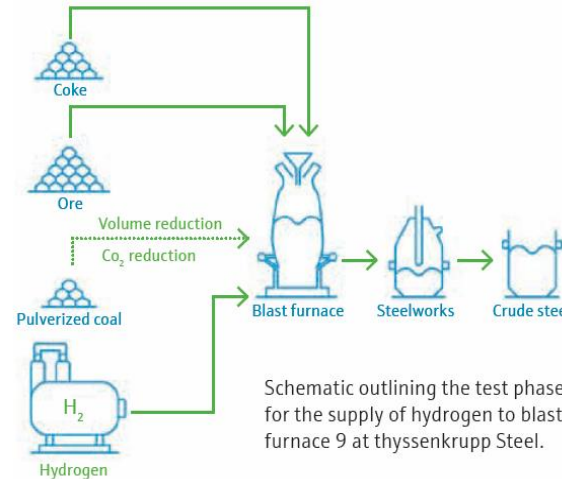 Coke
Ore
Volume reduction
Co₂ reduction
Pulverized coal
Blast furnace
Steelworks
Crude stee
H₂
Hydrogen
Schematic outlining the test phase
for the supply of hydrogen to blast
furnace 9 at thyssenkrupp Steel.